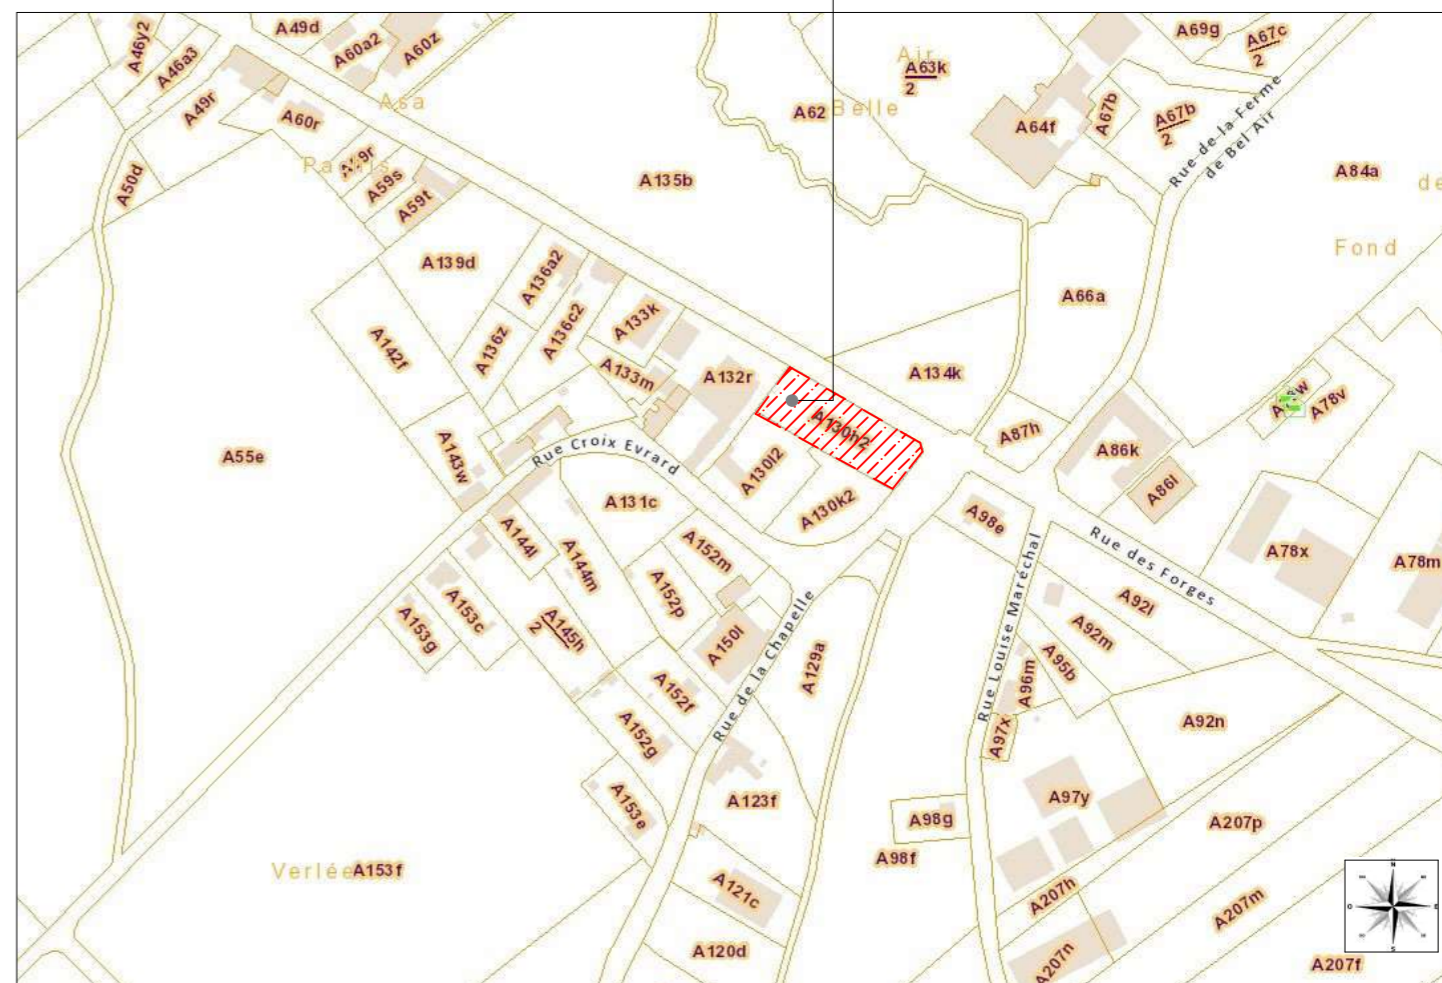 A46y2
A46a3
A49d
A60a2
A60z
A49r
A60r
Asa
A59s
A59t
A50d
A62
Air
Belle
A63k
2
A69g
A67c
2
A64f
A67b
A67b
2
Rue de la Ferme
de Bel Air
A84a
de
Fond
A135b
A139d
A136a2
A136z
A136c2
A133k
A133m
A142f
A132r
A134k
A66a
A130h2
A87h
A86k
A86l
A78v
A55e
A143w
Rue Croix Evrard
A130l2
A130k2
A131c
A98e
Rue des Forges
A78x
A78m
A144l
A144m
A152m
A152p
A153g
A153c
A145h
2
A150l
A129a
Rue de la Chapelle
Rue Louise Maréchal
A92l
A92m
A95b
A96m
A97x
A92n
A152f
A152g
A153e
A123f
A97y
A98g
A98f
A207p
Verlée
A153f
A121c
A120d
A207h
A207m
A207n
A207f
N
O
E
S